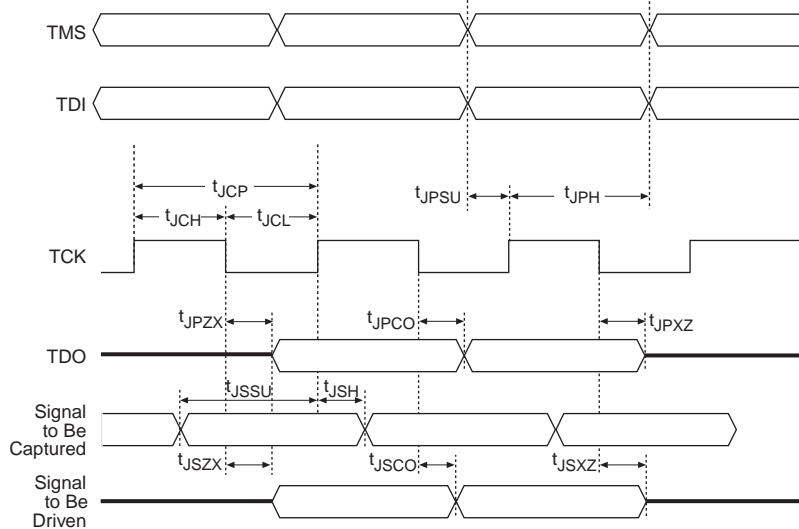 TMS
TDI
tJCP
tJPSU
tJPH
tJCH
tJCL
TCK
tJPZX
tJPCO
tJPXZ
TDO
tJSSU
tJSH
Signal
to Be
Captured
tJSZX
tJSCO
tJSXZ
Signal
to Be
Driven